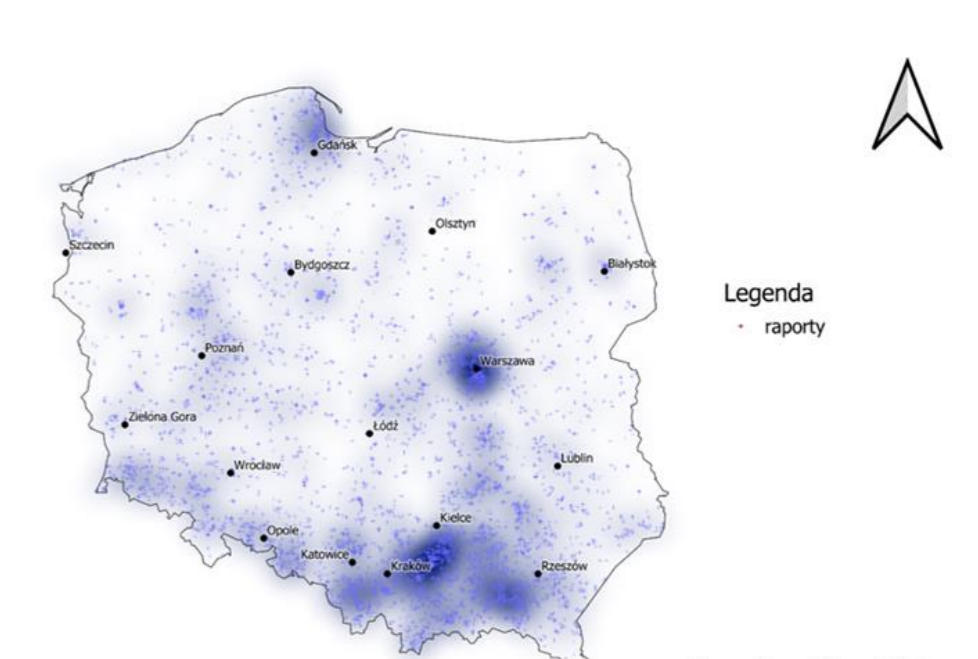 Gdańsk
Olsztyn
Szczecin
Bydgoszcz
Białystok
Legenda
raporty
Poznań
Warszawa
Zielona Gora
Łódź
Wrocław
Lublin
Kielce
Opole
Katowice
Kraków
Rzeszów